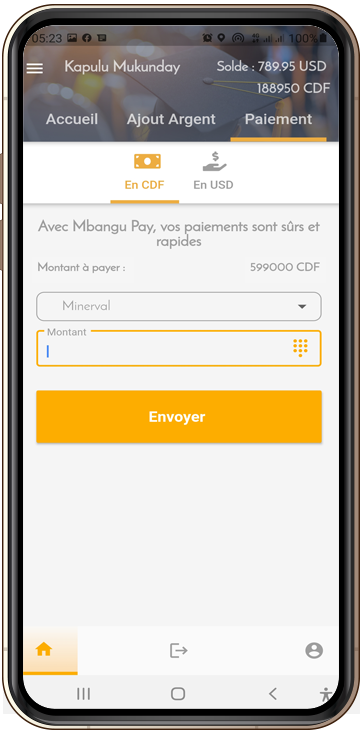 05:23 100%
Kapulu Mukunday Solde : 789.95 USD
188950 CDF
Accueil Ajout Argent Paiement
$
En CDF En USD
Avec Mbangu Pay, vos paiements sont sûrs et
rapides
Montant à payer : 599000 CDF
Minerval
Montant
Envoyer